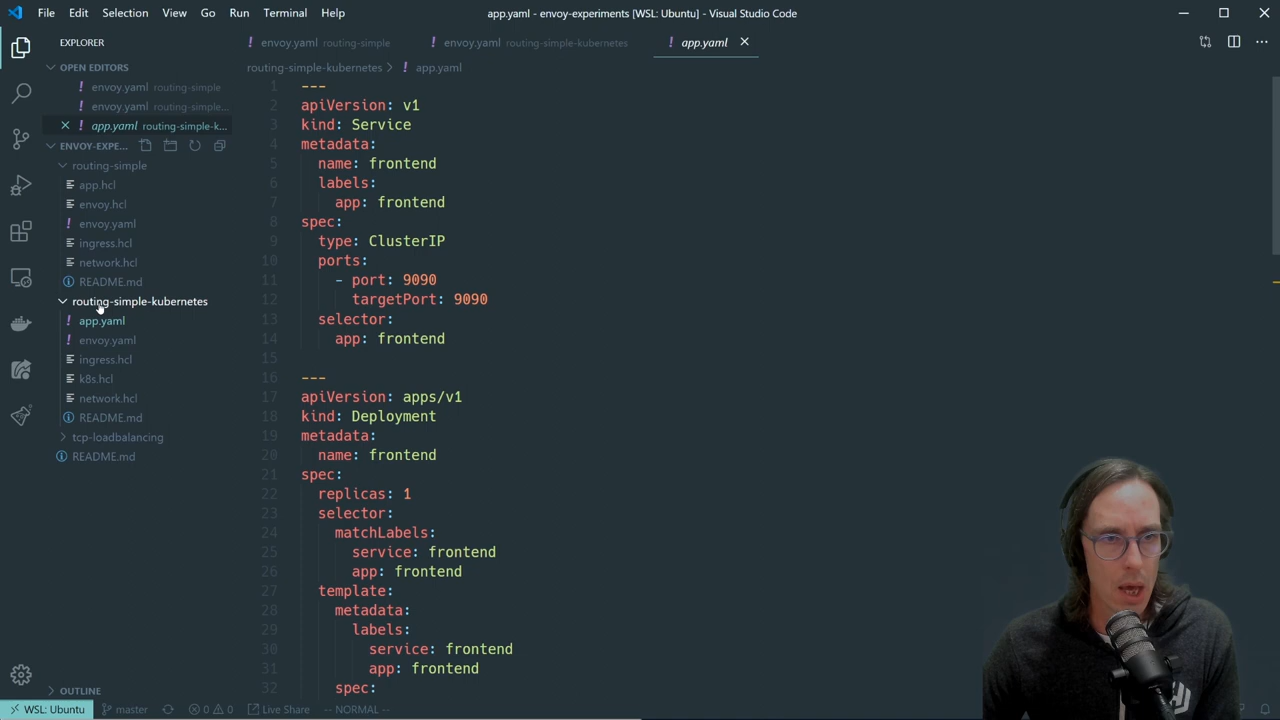 File Edit Selection View Go Run Terminal Help app.yaml - envoy-experiments [WSL: Ubuntu] - Visual Studio Code
EXPLORER
OPEN EDITORS
! envoy.yaml routing-simple
! envoy.yaml routing-simple...
! app.yaml routing-simple-k...
ENVOY-EXPE...
routing-simple
app.hcl
envoy.hcl
! envoy.yaml
ingress.hcl
network.hcl
README.md
routing-simple-kubernetes
! app.yaml
! envoy.yaml
ingress.hcl
k8s.hcl
network.hcl
README.md
tcp-loadbalancing
README.md
OUTLINE
! envoy.yaml routing-simple ! envoy.yaml routing-simple-kubernetes ! app.yaml
routing-simple-kubernetes > ! app.yaml
1 ---
2 apiVersion: v1
3 kind: Service
4 metadata:
5 name: frontend
6 labels:
7 app: frontend
8 spec:
9 type: ClusterIP
10 ports:
11 - port: 9090
12 targetPort: 9090
13 selector:
14 app: frontend
15
16 ---
17 apiVersion: apps/v1
18 kind: Deployment
19 metadata:
20 name: frontend
21 spec:
22 replicas: 1
23 selector:
24 matchLabels:
25 service: frontend
26 app: frontend
27 template:
28 metadata:
29 labels:
30 service: frontend
31 app: frontend
32 spec:
WSL: Ubuntu master 0 0 Live Share -- NORMAL --